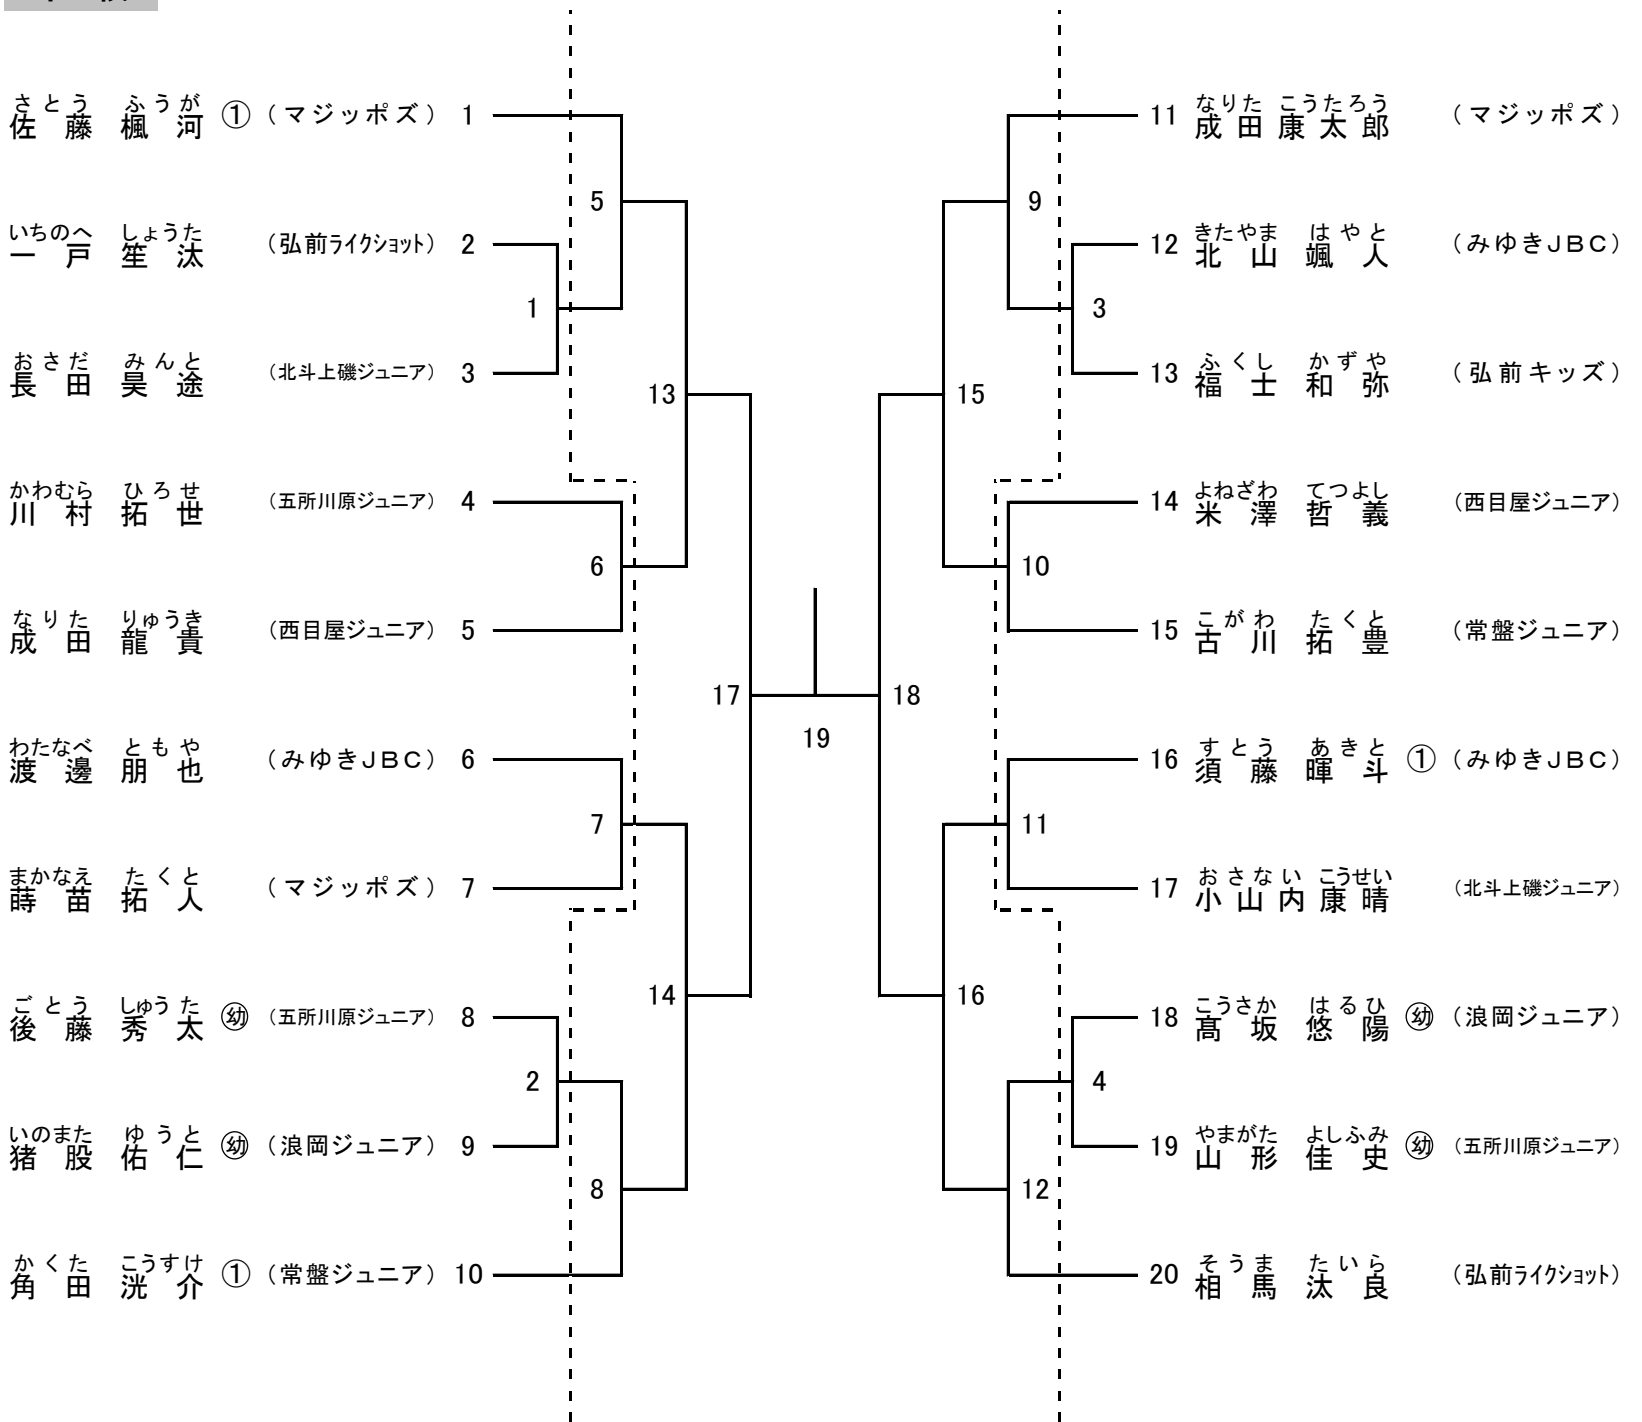 さとう ふうが
佐藤 楓河 ① (マジッポズ) 1
いちのへ しょうた
一戸 笙汰 (弘前ライクショット) 2
おさだ みんと
長田 昊途 (北斗上磯ジュニア) 3
かわむら ひろせ
川村 拓世 (五所川原ジュニア) 4
なりた りゅうき
成田 龍貴 (西目屋ジュニア) 5
わたなべ ともや
渡邊 朋也 (みゆきJBC) 6
まかなえ たくと
蒔苗 拓人 (マジッポズ) 7
ごとう しゅうた
後藤 秀太 ㊎幼 (五所川原ジュニア) 8
いのまた ゆうと
猪股 佑仁 幼 (浪岡ジュニア) 9
かくた こうすけ
角田 洸介 ① (常盤ジュニア) 10
5
1
13
6
17
7
14
2
8
19
9
3
15
10
18
11
16
4
12
なりた こうたろう
11 成田 康太郎 (マジッポズ)
きたやま はやと
12 北山 颯人 (みゆきJBC)
ふくし かずや
13 福士 和弥 (弘前キッズ)
よねざわ てつよし
14 米澤 哲義 (西目屋ジュニア)
こがわ たくと
15 古川 拓豊 (常盤ジュニア)
すとう あきと
16 須藤 暉斗 ① (みゆきJBC)
おさない こうせい
17 小山内 康晴 (北斗上磯ジュニア)
こうさか はるひ
18 髙坂 悠陽 幼 (浪岡ジュニア)
やまがた よしふみ
19 山形 佳史 幼 (五所川原ジュニア)
そうま たいら
20 相馬 汰良 (弘前ライクショット)